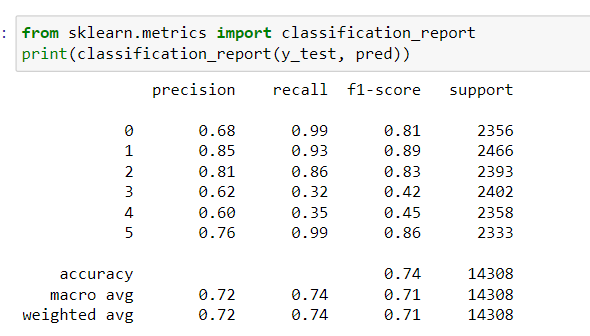 : from sklearn.metrics import classification_report
print(classification_report(y_test, pred))
precision recall f1-score support
0 0.68 0.99 0.81 2356
1 0.85 0.93 0.89 2466
2 0.81 0.86 0.83 2393
3 0.62 0.32 0.42 2402
4 0.60 0.35 0.45 2358
5 0.76 0.99 0.86 2333
accuracy 0.74 14308
macro avg 0.72 0.74 0.71 14308
weighted avg 0.72 0.74 0.71 14308